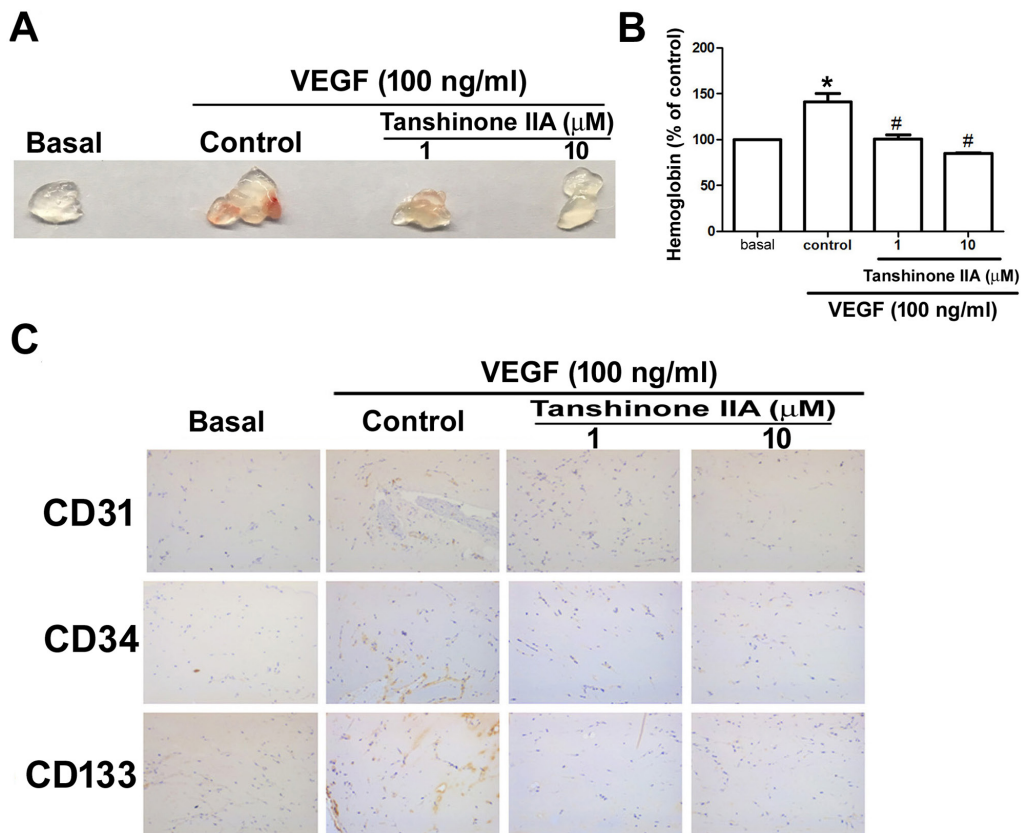 A
VEGF (100 ng/ml)
Tanshinone IIA (μM)
Basal
Control
1
10
B
Hemoglobin (% of control)
200
150
100
50
0
*
#
#
basal
control
1
10
Tanshinone IIA (μM)
VEGF (100 ng/ml)
C
VEGF (100 ng/ml)
Tanshinone IIA (μM)
Basal
Control
1
10
CD31
CD34
CD133